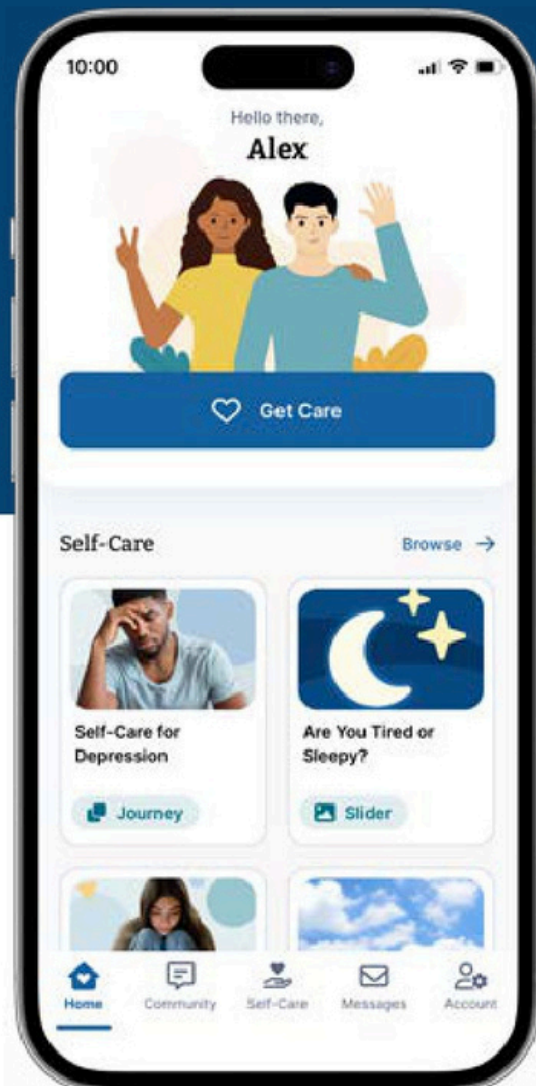 10:00
Hello there,
Alex
Get Care
Self-Care
Browse →
Self-Care for
Depression
Are You Tired or
Sleepy?
Journey
Slider
Home
Community
Self-Care
Messages
Account